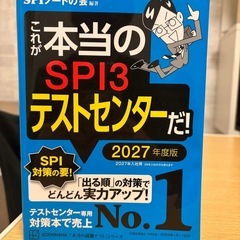 SPIノートの会 編著
これが
本当の
SPI3
テストセンターだ!
2027年度版
SPI
対策の要!
「出る順」の対策で
どんどん実力アップ!
テストセンター専用
対策本で売上
No.1